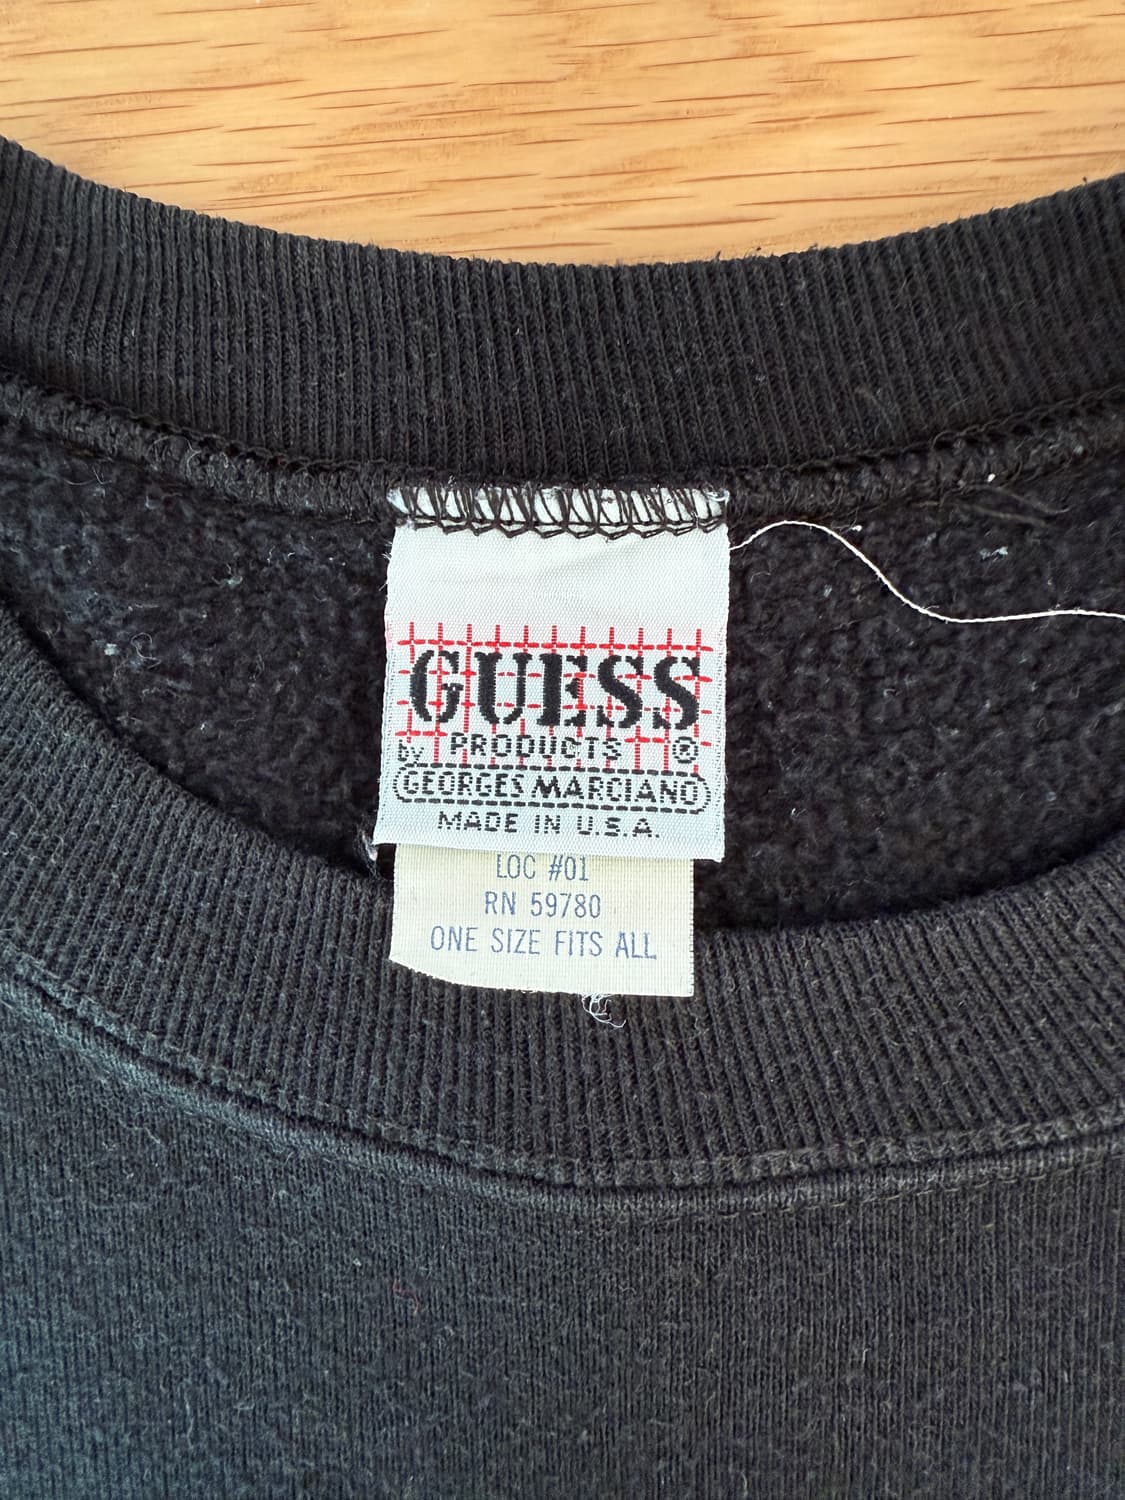 GUESS
by PRODUCTS ®
GEORGES MARCIANO
MADE IN U.S.A.
LOC #01
RN 59780
ONE SIZE FITS ALL